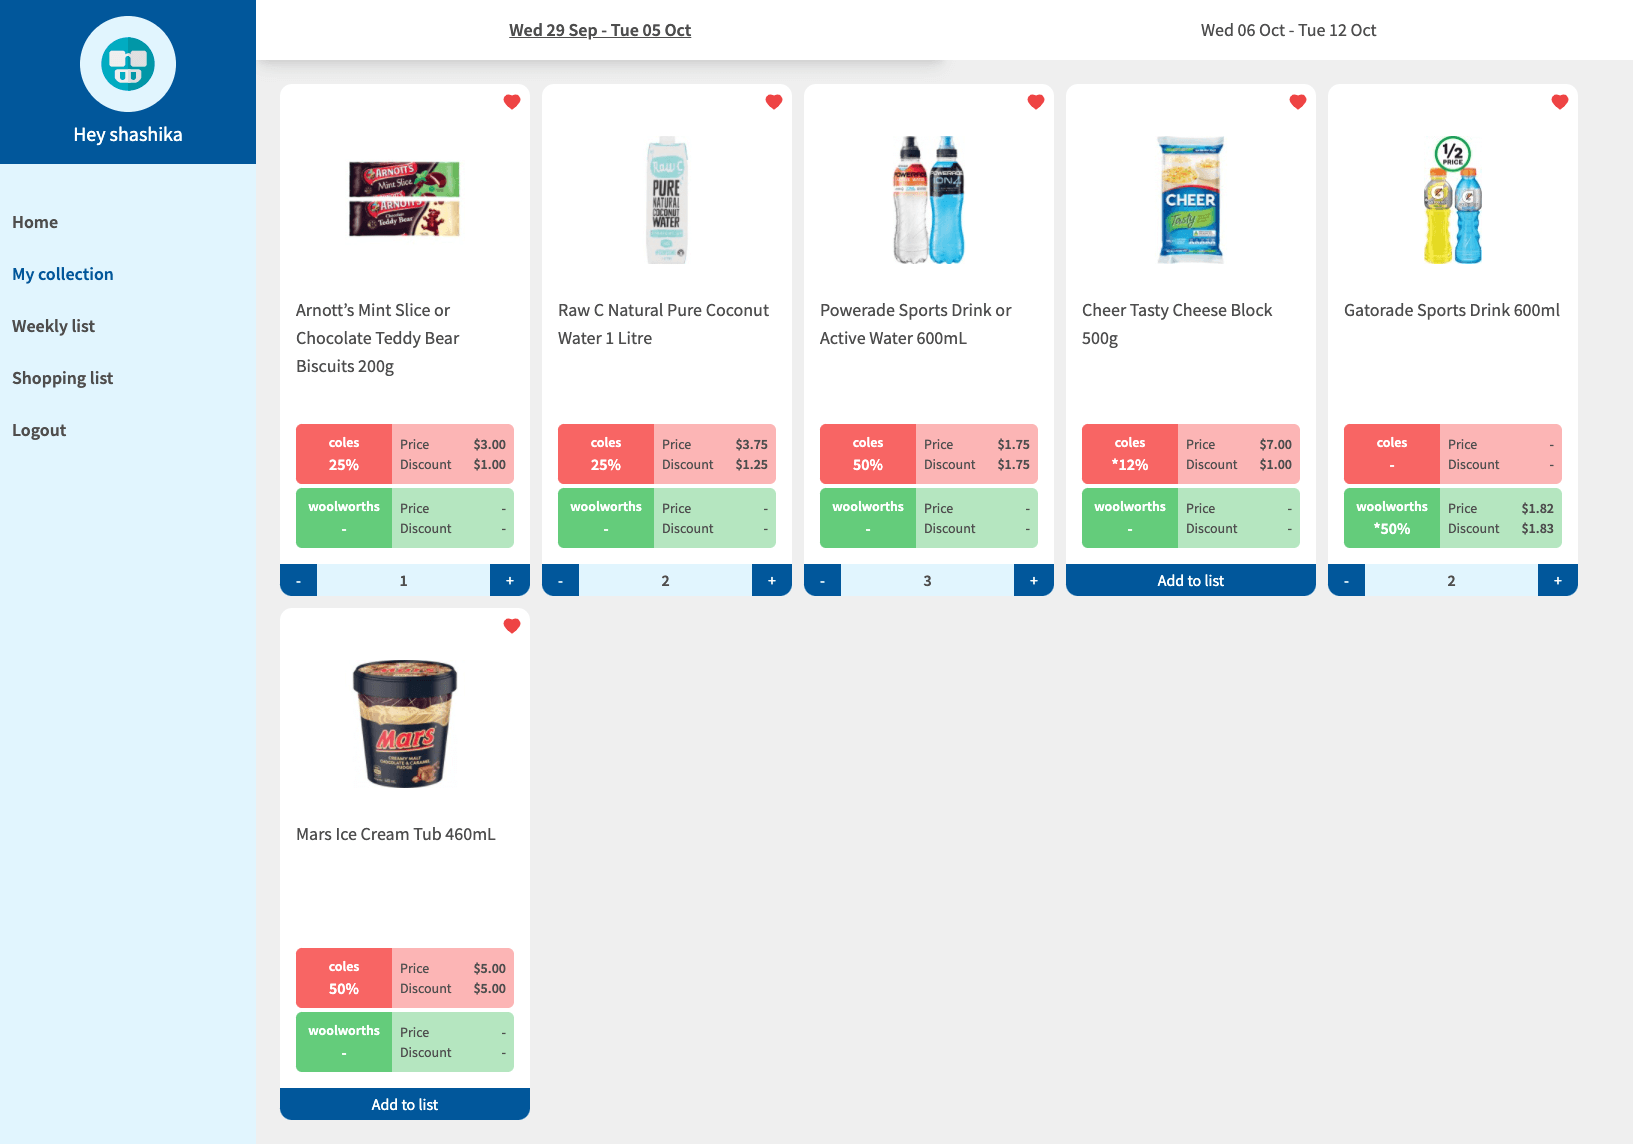 Wed 29 Sep - Tue 05 Oct
Wed 06 Oct - Tue 12 Oct
Hey shashika
Home
My collection
Weekly list
Shopping list
Logout
ARNOTT'S
Mint Slice
ARNOTT'S
Chocolate
Teddy Bear
Arnott’s Mint Slice or
Chocolate Teddy Bear
Biscuits 200g
coles
25%
Price $3.00
Discount $1.00
woolworths
-
Price -
Discount -
- 1 +
Raw C
PURE
NATURAL
COCONUT
WATER
Raw C Natural Pure Coconut
Water 1 Litre
coles
25%
Price $3.75
Discount $1.25
woolworths
-
Price -
Discount -
- 2 +
POWERADE
POWERADE
ION4
Powerade Sports Drink or
Active Water 600mL
coles
50%
Price $1.75
Discount $1.75
woolworths
-
Price -
Discount -
- 3 +
CHEER
Tasty
Cheer Tasty Cheese Block
500g
coles
*12%
Price $7.00
Discount $1.00
woolworths
-
Price -
Discount -
Add to list
1/2
PRICE
Gatorade Sports Drink 600ml
coles
-
Price -
Discount -
woolworths
*50%
Price $1.82
Discount $1.83
- 2 +
Mars
CREAMY MALT
CHOCOLATE & CARAMEL
FUDGE
Mars Ice Cream Tub 460mL
coles
50%
Price $5.00
Discount $5.00
woolworths
-
Price -
Discount -
Add to list